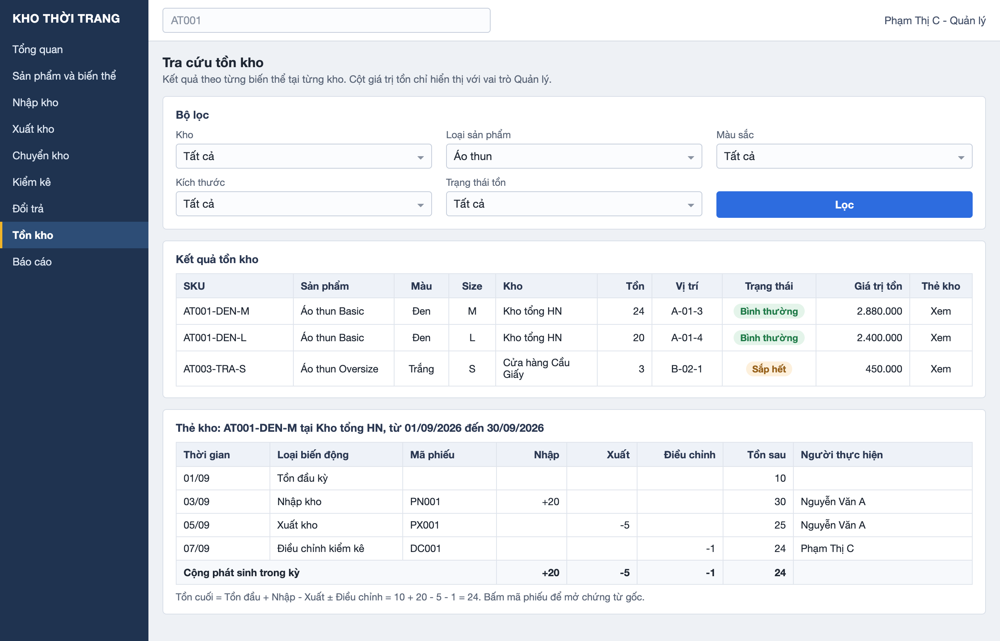 KHO THỜI TRANG
Tổng quan
Sản phẩm và biến thể
Nhập kho
Xuất kho
Chuyển kho
Kiểm kê
Đổi trả
Tồn kho
Báo cáo
AT001
Phạm Thị C - Quản lý
Tra cứu tồn kho
Kết quả theo từng biến thể tại từng kho. Cột giá trị tồn chỉ hiển thị với vai trò Quản lý.
Bộ lọc
Kho Loại sản phẩm Màu sắc
Tất cả Áo thun Tất cả
Kích thước Trạng thái tồn
Tất cả Tất cả Lọc
Kết quả tồn kho
SKU Sản phẩm Màu Size Kho Tồn Vị trí Trạng thái Giá trị tồn Thẻ kho
AT001-DEN-M Áo thun Basic Đen M Kho tổng HN 24 A-01-3 Bình thường 2.880.000 Xem
AT001-DEN-L Áo thun Basic Đen L Kho tổng HN 20 A-01-4 Bình thường 2.400.000 Xem
AT003-TRA-S Áo thun Oversize Trắng S Cửa hàng Cầu Giấy 3 B-02-1 Sắp hết 450.000 Xem
Thẻ kho: AT001-DEN-M tại Kho tổng HN, từ 01/09/2026 đến 30/09/2026
Thời gian Loại biến động Mã phiếu Nhập Xuất Điều chỉnh Tồn sau Người thực hiện
01/09 Tồn đầu kỳ 10
03/09 Nhập kho PN001 +20 30 Nguyễn Văn A
05/09 Xuất kho PX001 -5 25 Nguyễn Văn A
07/09 Điều chỉnh kiểm kê DC001 -1 24 Phạm Thị C
Cộng phát sinh trong kỳ +20 -5 -1 24
Tồn cuối = Tồn đầu + Nhập - Xuất ± Điều chỉnh = 10 + 20 - 5 - 1 = 24. Bấm mã phiếu để mở chứng từ gốc.